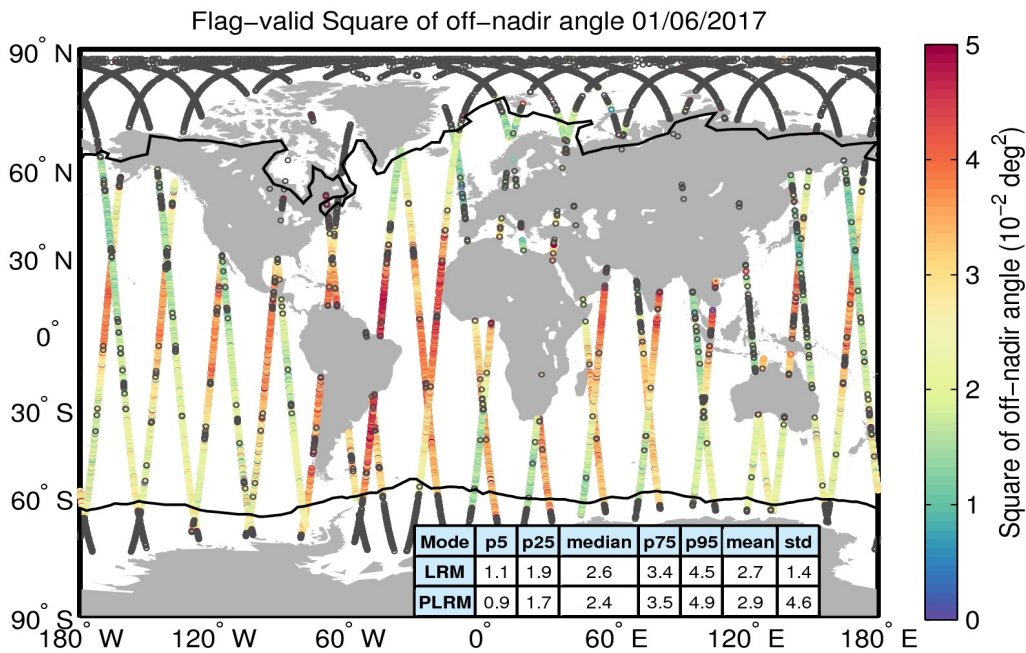 Flag−valid Square of off−nadir angle 01/06/2017
90° N
60° N
30° N
0°
30° S
60° S
90° S
180° W
120° W
60° W
0°
60° E
120° E
180° E
Mode p5 p25 median p75 p95 mean std
LRM 1.1 1.9 2.6 3.4 4.5 2.7 1.4
PLRM 0.9 1.7 2.4 3.5 4.9 2.9 4.6
5
4
3
2
1
0
Square of off−nadir angle (10⁻² deg²)